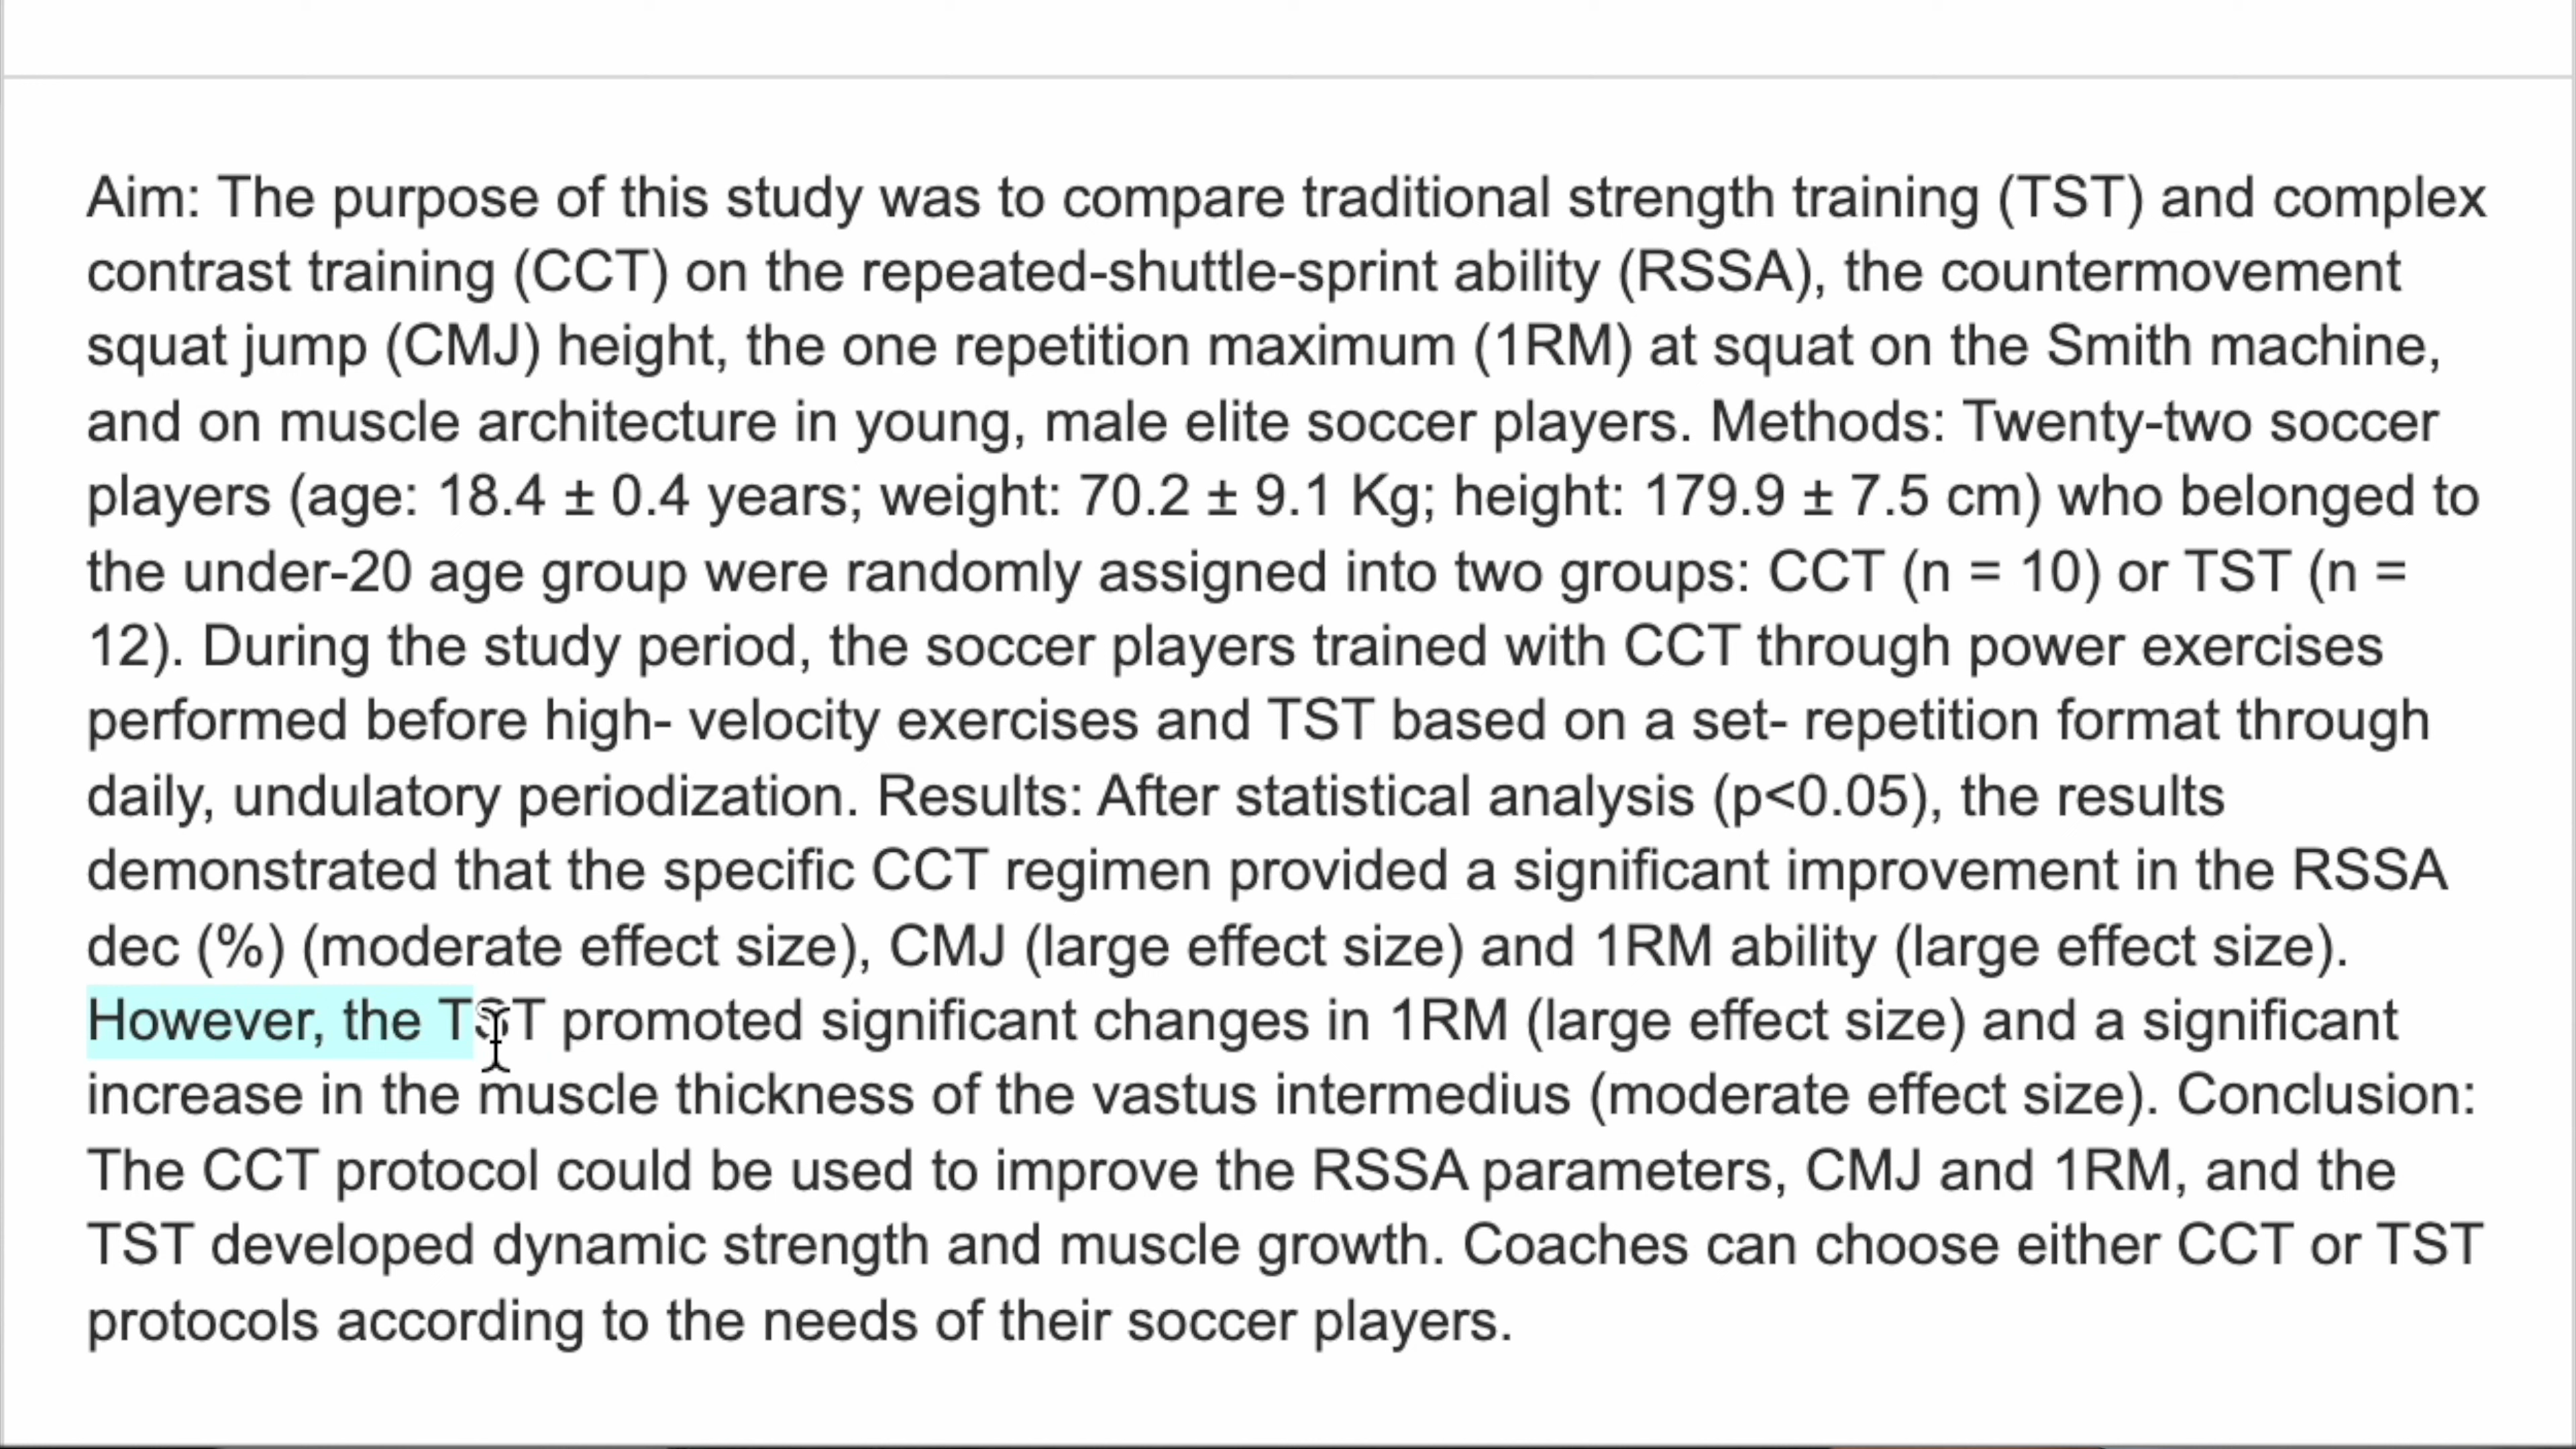 Aim: The purpose of this study was to compare traditional strength training (TST) and complex
contrast training (CCT) on the repeated-shuttle-sprint ability (RSSA), the countermovement
squat jump (CMJ) height, the one repetition maximum (1RM) at squat on the Smith machine,
and on muscle architecture in young, male elite soccer players. Methods: Twenty-two soccer
players (age: 18.4 ± 0.4 years; weight: 70.2 ± 9.1 Kg; height: 179.9 ± 7.5 cm) who belonged to
the under-20 age group were randomly assigned into two groups: CCT (n = 10) or TST (n =
12). During the study period, the soccer players trained with CCT through power exercises
performed before high- velocity exercises and TST based on a set- repetition format through
daily, undulatory periodization. Results: After statistical analysis (p<0.05), the results
demonstrated that the specific CCT regimen provided a significant improvement in the RSSA
dec (%) (moderate effect size), CMJ (large effect size) and 1RM ability (large effect size).
However, the TST promoted significant changes in 1RM (large effect size) and a significant
increase in the muscle thickness of the vastus intermedius (moderate effect size). Conclusion:
The CCT protocol could be used to improve the RSSA parameters, CMJ and 1RM, and the
TST developed dynamic strength and muscle growth. Coaches can choose either CCT or TST
protocols according to the needs of their soccer players.